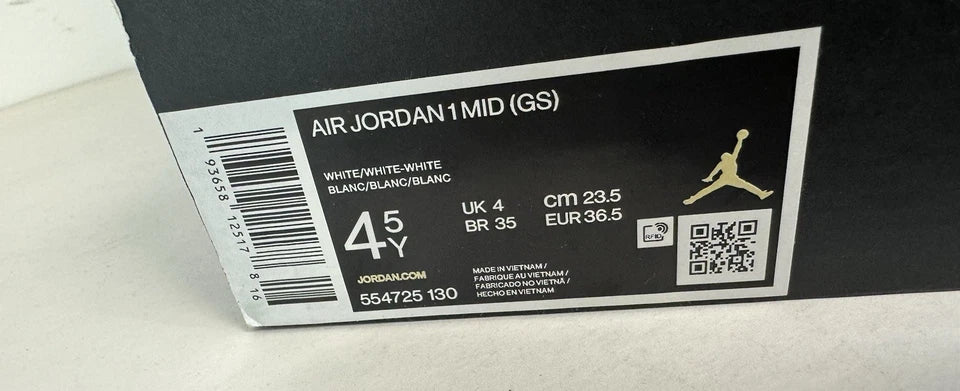 AIR JORDAN 1 MID (GS)
WHITE/WHITE-WHITE
BLANC/BLANC/BLANC
4 5 Y
UK 4 cm 23.5
BR 35 EUR 36.5
RFID
JORDAN.COM
554725 130
MADE IN VIETNAM /
FABRIQUE AU VIETNAM /
FABRICADO NO VIETNÃ /
HECHO EN VIETNAM
1 93658 12517 8 16